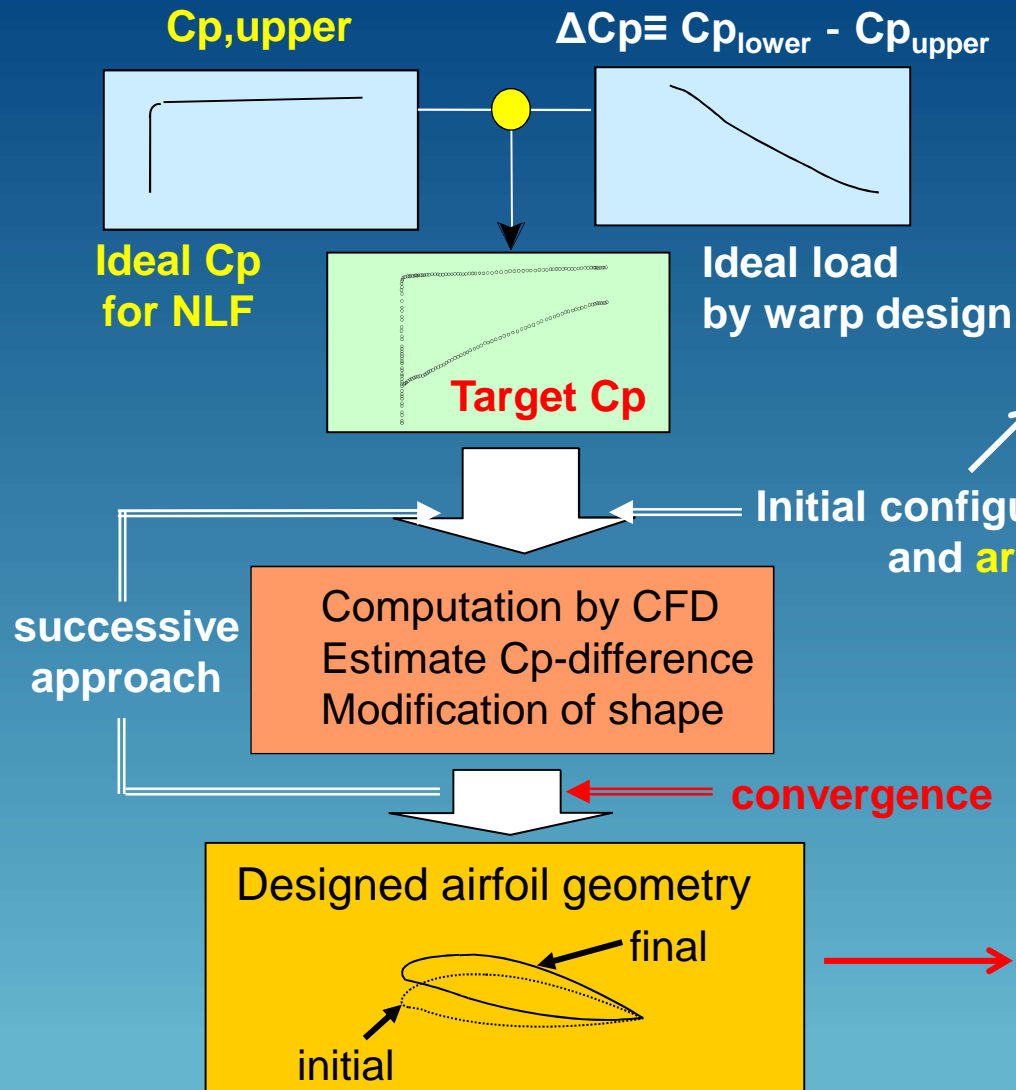 Cp,upper
ΔCp≡ Cplower - Cpupper
Ideal Cp
for NLF
Ideal load
by warp design
Target Cp
Initial configu
and ar
successive
approach
Computation by CFD
Estimate Cp-difference
Modification of shape
convergence
Designed airfoil geometry
final
initial